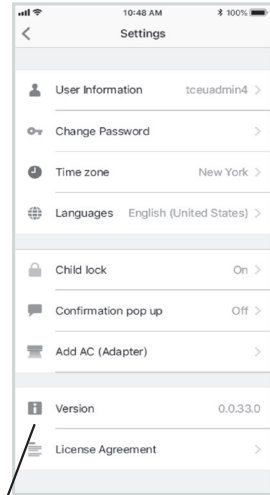 10:48 AM 100%
Settings
User Information tceuadmin4
Change Password
Time zone New York
Languages English (United States)
Child lock On
Confirmation pop up Off
Add AC (Adapter)
Version 0.0.33.0
License Agreement